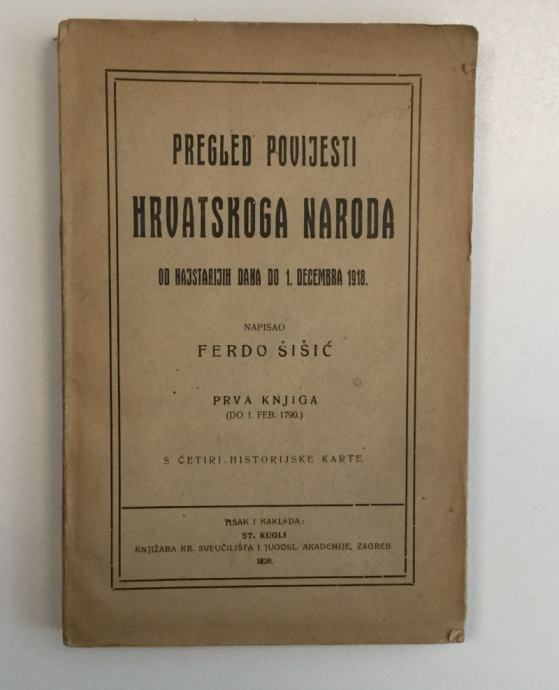 PREGLED POVIJESTI
HRVATSKOGA NARODA
OD NAJSTARIJIH DANA DO 1. DECEMBRA 1918.
NAPISAO
FERDO ŠIŠIĆ
PRVA KNJIGA
(DO 1. FEB. 1790.)
S ČETIRI HISTORIJSKE KARTE.
TISAK I NAKLADA:
ST. KUGLI
KNJIŽARA KR. SVEUČILIŠTA I JUGOSL. AKADEMIJE, ZAGREB
1920.